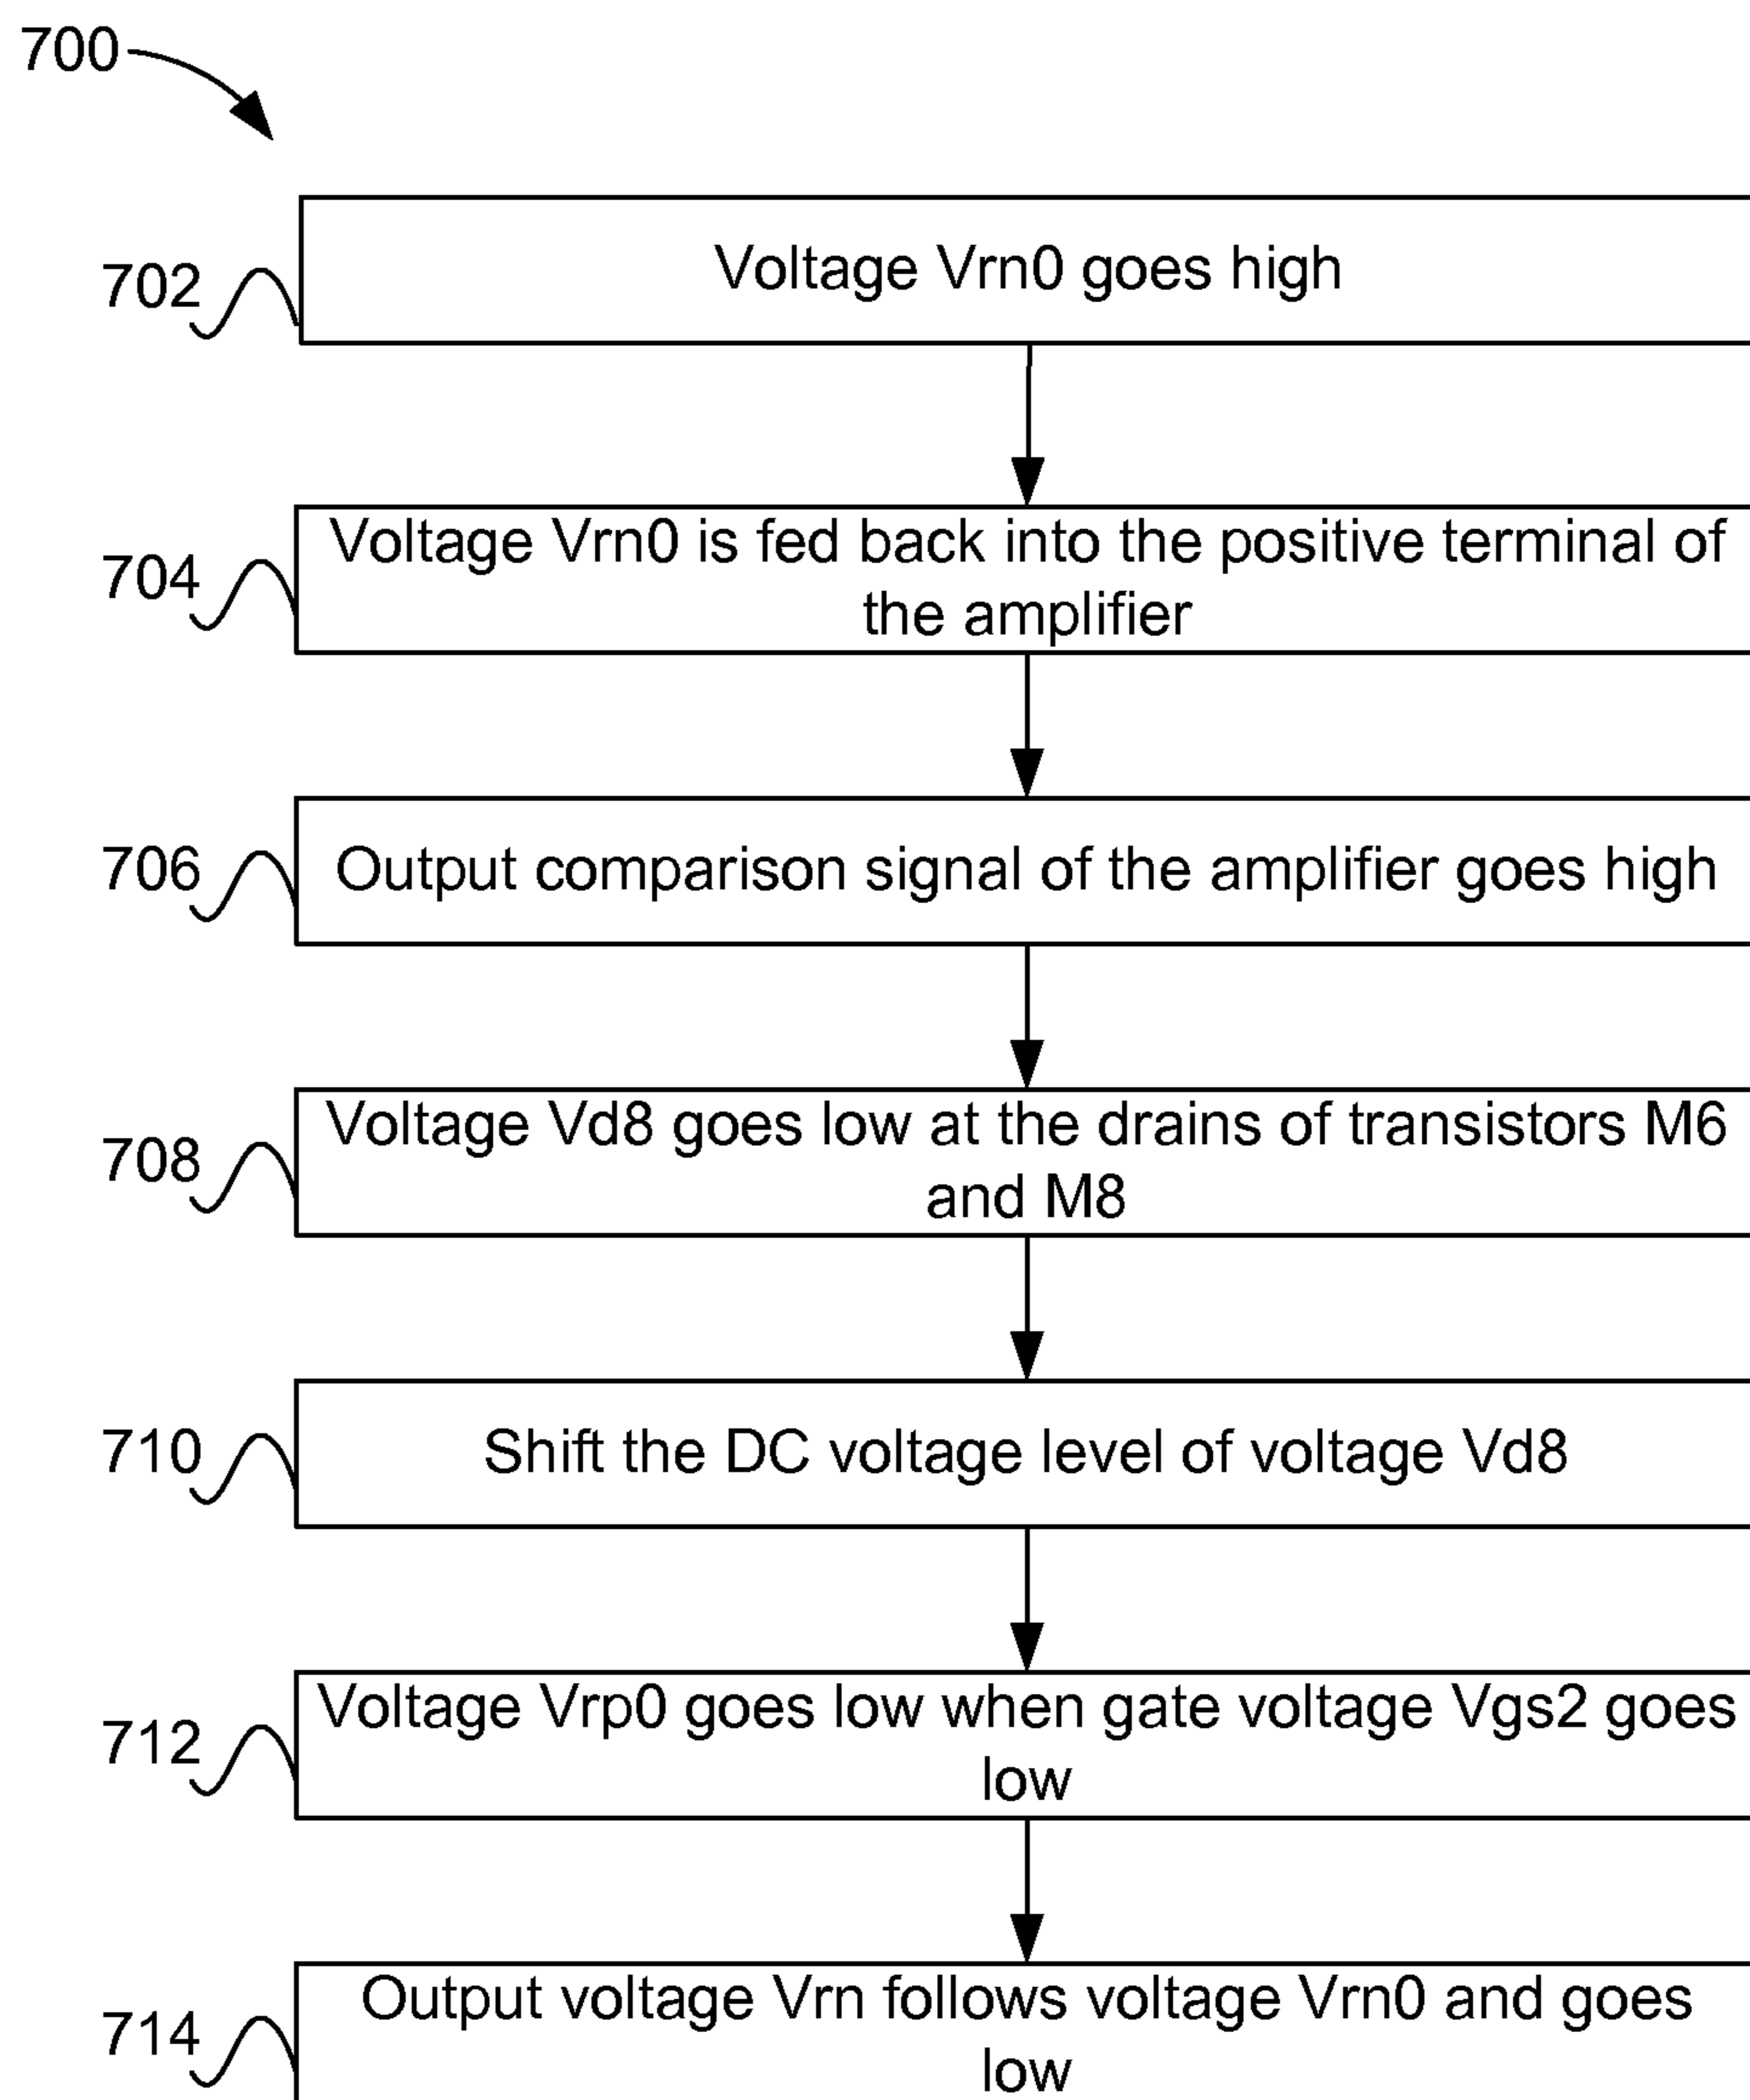 700
702
Voltage Vrn0 goes high
704
Voltage Vrn0 is fed back into the positive terminal of
the amplifier
706
Output comparison signal of the amplifier goes high
708
Voltage Vd8 goes low at the drains of transistors M6
and M8
710
Shift the DC voltage level of voltage Vd8
712
Voltage Vrp0 goes low when gate voltage Vgs2 goes
low
714
Output voltage Vrn follows voltage Vrn0 and goes
low